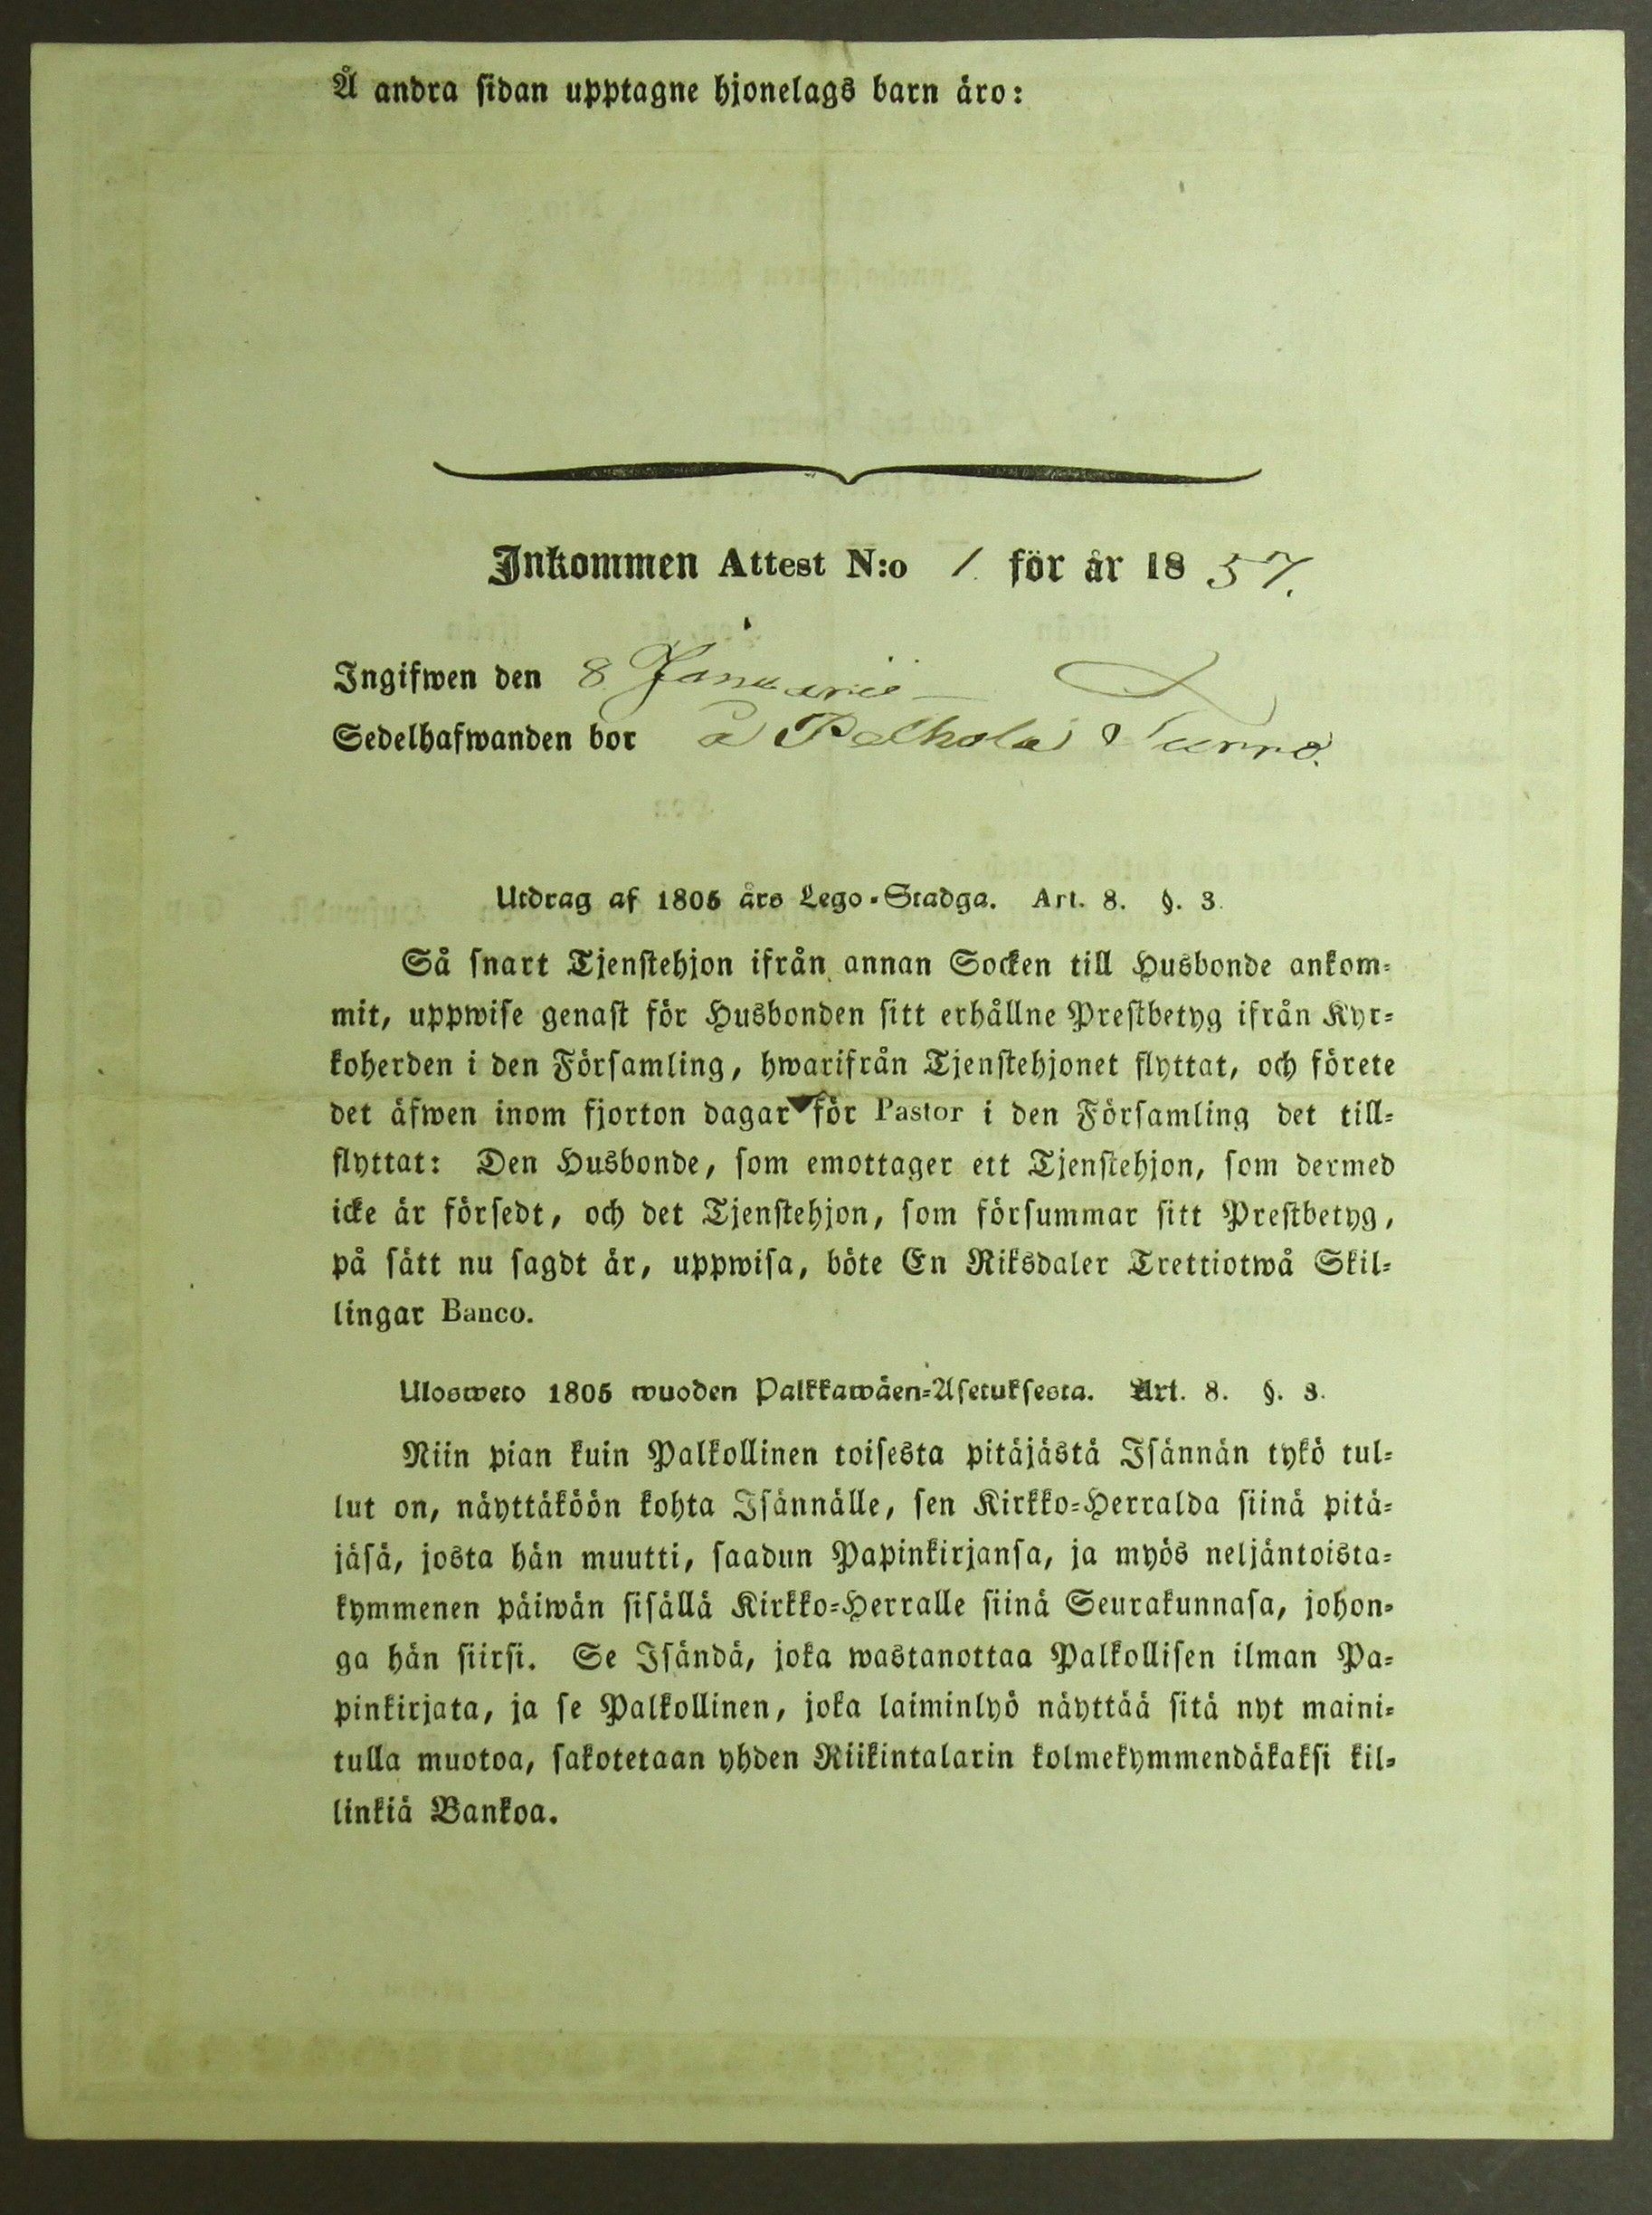 Å andra sidan upptagne hjonelags barn äro:
Inkommen Attest N:o 1. för år 1857.
Ingifwen den 8 Januarii
Sedelhafwanden bor å Palhola
Utdrag af 1805 års Lego-Stadga. Art. 8. §. 3.
Så snart Tjenstehjon ifrån annan Socken till Husbonde ankom-
mit, uppwise genast för Husbonden sitt erhållne Prestbetyg ifrån Kyr-
koherden i den Församling, hwarifrån Tjenstehjonet flyttat, och förete
det äfwen inom fjorton dagar för Pastor i den Församling det till-
flyttat: Den Husbonde, som emottager ett Tjenstehjon, som dermed
icke är försedt, och det Tjenstehjon, som försummar sitt Prestbetyg,
på sätt nu sagdt är, uppwisa, böte En Riksdaler Trettiotwå Skil-
lingar Banco.
Ulosweto 1805 wuoden Palkkawäen-Asetuksesta. Art. 8. §. 3.
Niin pian kuin Palkollinen toisesta pitäjästä Isännän tykö tul-
lut on, näyttäköön kohta Isännälle, sen Kirkko-Herralda siinä pitä-
jäsä, josta hän muutti, saadun Papinkirjansa, ja myös neljäntoista-
kymmenen päiwän sisällä Kirkko-Herralle siinä Seurakunnasa, johon-
ga hän siirsi. Se Isändä, joka wastanottaa Palkollisen ilman Pa-
pinkirjata, ja se Palkollinen, joka laiminlyö näyttää sitä nyt maini-
tulla muotoa, sakotetaan yhden Riikintalarin kolmekymmendäkaksi kil-
linkiä Bankoa.